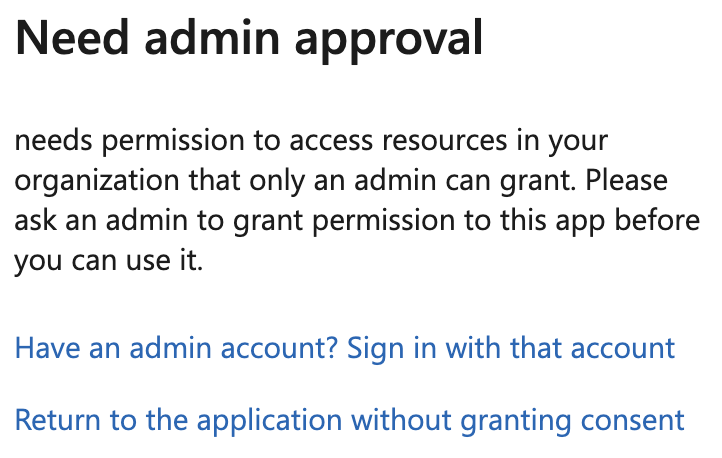 Need admin approval
needs permission to access resources in your
organization that only an admin can grant. Please
ask an admin to grant permission to this app before
you can use it.
Have an admin account? Sign in with that account
Return to the application without granting consent